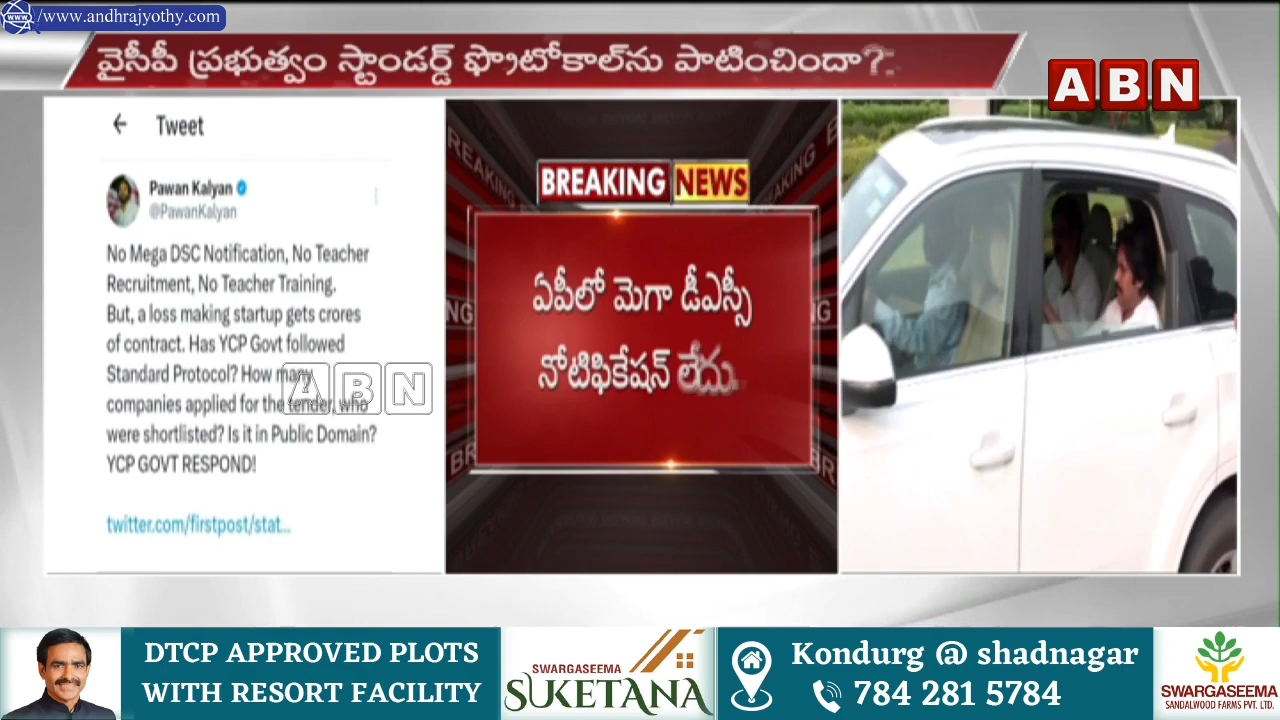 /www.andhrajyothy.com
వైసీపీ ప్రభుత్వం స్టాండర్డ్ ఫ్రొటోకాల్‌ను పాటించిందా?.
ABN
Tweet
Pawan Kalyan
@PawanKalyan
No Mega DSC Notification, No Teacher
Recruitment, No Teacher Training.
But, a loss making startup gets crores
of contract. Has YCP Govt followed
Standard Protocol? How many
companies applied for the tender, who
were shortlisted? Is it in Public Domain?
YCP GOVT RESPOND!
twitter.com/firstpost/stat...
ABN
BREAKING NEWS
ఏపీలో మెగా డీఎస్సీ
నోటిఫికేషన్ లేదు.
DTCP APPROVED PLOTS
WITH RESORT FACILITY
SWARGASEEMA
SUKETANA
Kondurg @ shadnagar
784 281 5784
SWARGASEEMA
SANDALWOOD FARMS PVT. LTD.